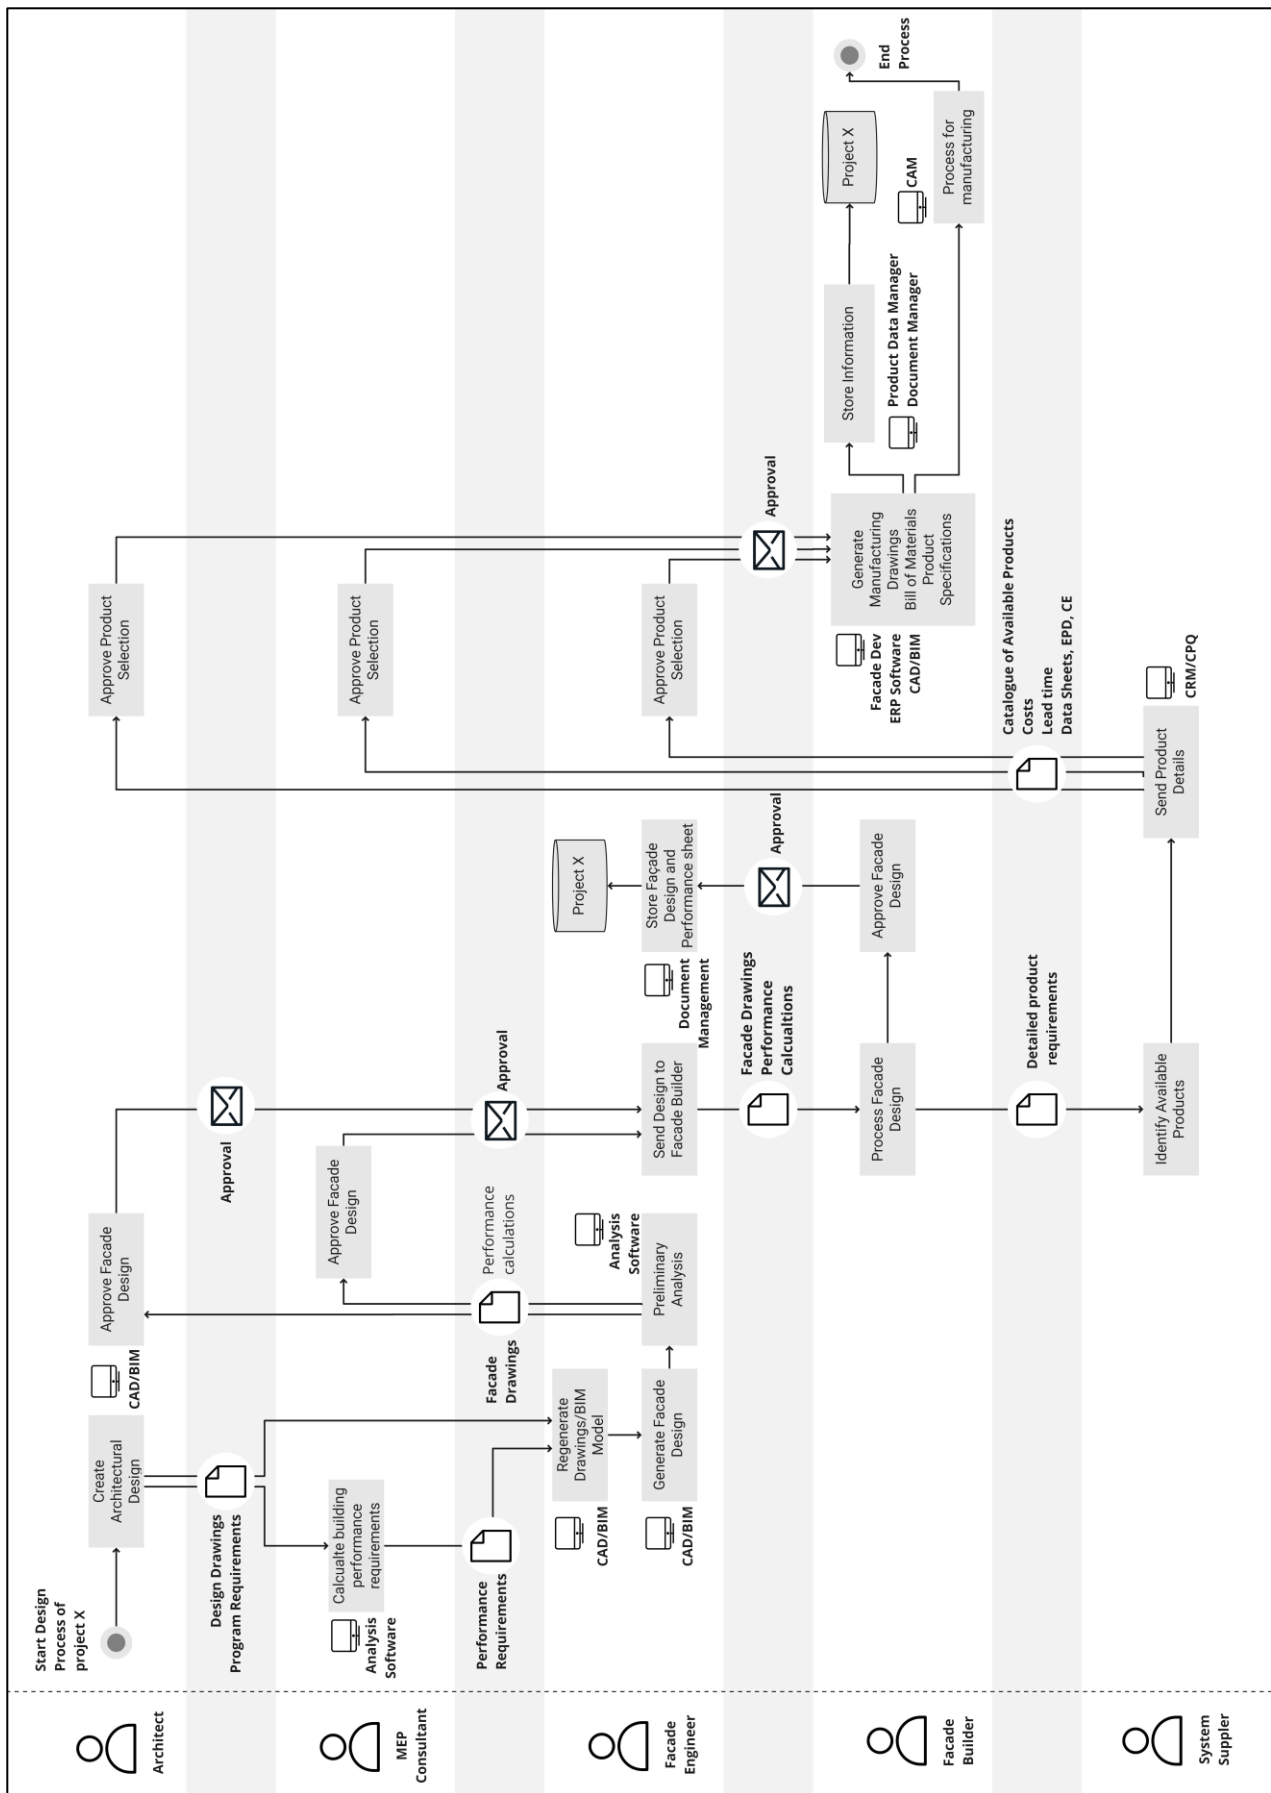 Architect
Start Design
Process of
project X
Create
Architectural
Design
CAD/BIM
Approve Facade
Design
Approve Product
Selection
Design Drawings
Program Requirements
Approval
MEP
Consultant
Analysis
Software
Calcualte building
performance
requirements
Approve Facade
Design
Approve Product
Selection
Performance
Requirements
Facade
Drawings
Performance
calculations
Approval
Facade
Engineer
CAD/BIM
Regenerate
Drawings/BIM
Model
CAD/BIM
Generate Facade
Design
Analysis
Software
Preliminary
Analysis
Send Design to
Facade Builder
Document
Management
Store Façade
Design and
Performance sheet
Project X
Approve Product
Selection
Facade Drawings
Performance
Calcualtions
Approval
Approval
Facade
Builder
Process Facade
Design
Approve Facade
Design
Facade Dev
ERP Software
CAD/BIM
Generate
Manufacturing
Drawings
Bill of Materials
Product
Specifications
Store Information
Product Data Manager
Document Manager
Project X
CAM
Process for
manufacturing
End
Process
Detailed product
requirements
Catalogue of Available Products
Costs
Lead time
Data Sheets, EPD, CE
System
Suppler
Identify Available
Products
Send Product
Details
CRM/CPQ